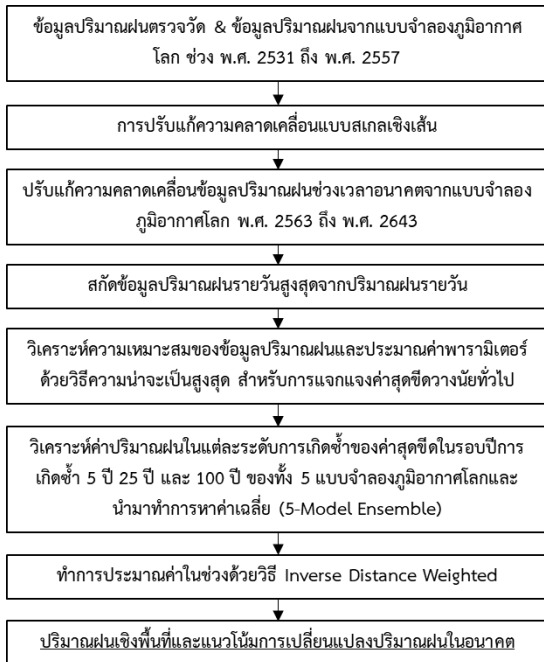 ข้อมูลปริมาณฝนตรวจวัด & ข้อมูลปริมาณฝนจากแบบจำลองภูมิอากาศ
โลก ช่วง พ.ศ. 2531 ถึง พ.ศ. 2557
การปรับแก้ความคลาดเคลื่อนแบบสเกลเชิงเส้น
ปรับแก้ความคลาดเคลื่อนข้อมูลปริมาณฝนช่วงเวลาอนาคตจากแบบจำลอง
ภูมิอากาศโลก พ.ศ. 2563 ถึง พ.ศ. 2643
สกัดข้อมูลปริมาณฝนรายวันสูงสุดจากปริมาณฝนรายวัน
วิเคราะห์ความเหมาะสมของข้อมูลปริมาณฝนและประมาณค่าพารามิเตอร์
ด้วยวิธีความน่าจะเป็นสูงสุด สำหรับการแจกแจงค่าสุดขีดวางนัยทั่วไป
วิเคราะห์ค่าปริมาณฝนในแต่ละระดับการเกิดซ้ำของค่าสุดขีดในรอบปีการ
เกิดซ้ำ 5 ปี 25 ปี และ 100 ปี ของทั้ง 5 แบบจำลองภูมิอากาศโลกและ
นำมาทำการหาค่าเฉลี่ย (5-Model Ensemble)
ทำการประมาณค่าในช่วงด้วยวิธี Inverse Distance Weighted
ปริมาณฝนเชิงพื้นที่และแนวโน้มการเปลี่ยนแปลงปริมาณฝนในอนาคต